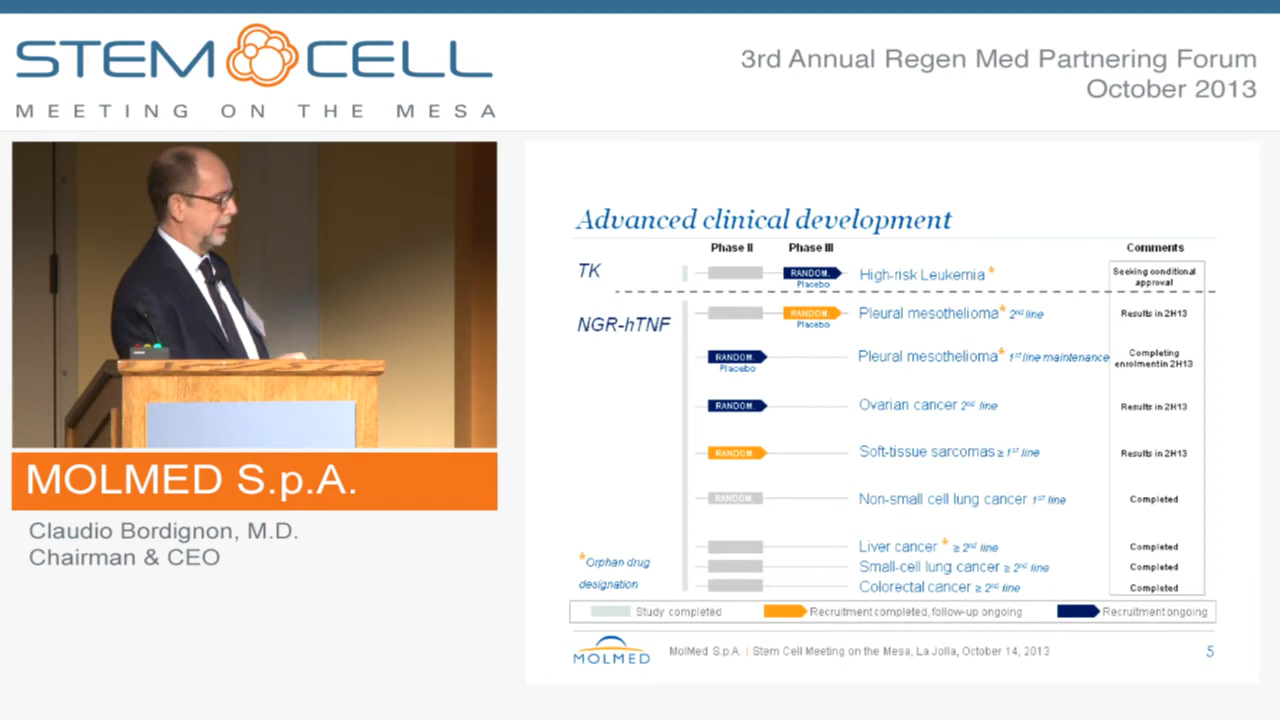 STEM CELL
MEETING ON THE MESA
3rd Annual Regen Med Partnering Forum
October 2013
MOLMED S.p.A.
Claudio Bordignon, M.D.
Chairman & CEO
Advanced clinical development
Phase II Phase III Comments
TK RANDOM. High-risk Leukemia * Seeking conditional approval
Placebo
NGR-hTNF RANDOM. Pleural mesothelioma* 2nd line Results in 2H13
Placebo
RANDOM. Pleural mesothelioma* 1st line maintenance Completing enrolmentin 2H13
Placebo
RANDOM. Ovarian cancer 2nd line Results in 2H13
RANDOM. Soft-tissue sarcomas ≥ 1st line Results in 2H13
RANDOM. Non-small cell lung cancer 1st line Completed
Liver cancer * ≥ 2nd line Completed
Small-cell lung cancer ≥ 2nd line Completed
Colorectal cancer ≥ 2nd line Completed
*Orphan drug
designation
Study completed Recruitment completed, follow-up ongoing Recruitment ongoing
MOLMED MolMed S.p.A. | Stem Cell Meeting on the Mesa, La Jolla, October 14, 2013 5